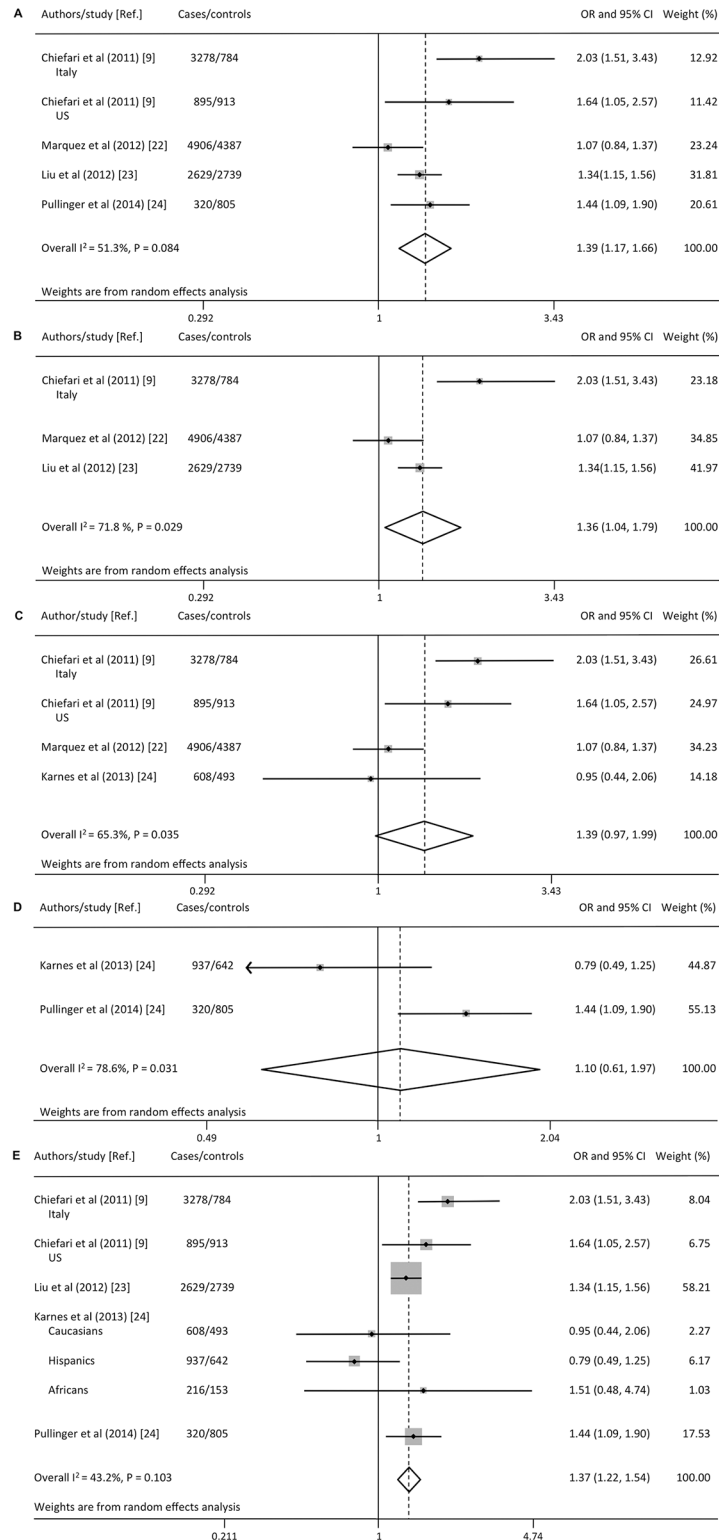 A
Authors/study [Ref.] Cases/controls OR and 95% CI Weight (%)
Chiefari et al (2011) [9] 3278/784 2.03 (1.51, 3.43) 12.92
Italy
Chiefari et al (2011) [9] 895/913 1.64 (1.05, 2.57) 11.42
US
Marquez et al (2012) [22] 4906/4387 1.07 (0.84, 1.37) 23.24
Liu et al (2012) [23] 2629/2739 1.34(1.15, 1.56) 31.81
Pullinger et al (2014) [24] 320/805 1.44 (1.09, 1.90) 20.61
Overall I² = 51.3%, P = 0.084 1.39 (1.17, 1.66) 100.00
Weights are from random effects analysis
0.292 1 3.43
B
Authors/study [Ref.] Cases/controls OR and 95% CI Weight (%)
Chiefari et al (2011) [9] 3278/784 2.03 (1.51, 3.43) 23.18
Italy
Marquez et al (2012) [22] 4906/4387 1.07 (0.84, 1.37) 34.85
Liu et al (2012) [23] 2629/2739 1.34(1.15, 1.56) 41.97
Overall I² = 71.8 %, P = 0.029 1.36 (1.04, 1.79) 100.00
Weights are from random effects analysis
0.292 1 3.43
C
Author/study [Ref.] Cases/controls OR and 95% CI Weight (%)
Chiefari et al (2011) [9] 3278/784 2.03 (1.51, 3.43) 26.61
Italy
Chiefari et al (2011) [9] 895/913 1.64 (1.05, 2.57) 24.97
US
Marquez et al (2012) [22] 4906/4387 1.07 (0.84, 1.37) 34.23
Karnes et al (2013) [24] 608/493 0.95 (0.44, 2.06) 14.18
Overall I² = 65.3%, P = 0.035 1.39 (0.97, 1.99) 100.00
Weights are from random effects analysis
0.292 1 3.43
D
Authors/study [Ref.] Cases/controls OR and 95% CI Weight (%)
Karnes et al (2013) [24] 937/642 0.79 (0.49, 1.25) 44.87
Pullinger et al (2014) [24] 320/805 1.44 (1.09, 1.90) 55.13
Overall I² = 78.6%, P = 0.031 1.10 (0.61, 1.97) 100.00
Weights are from random effects analysis
0.49 1 2.04
E
Authors/study [Ref.] Cases/controls OR and 95% CI Weight (%)
Chiefari et al (2011) [9] 3278/784 2.03 (1.51, 3.43) 8.04
Italy
Chiefari et al (2011) [9] 895/913 1.64 (1.05, 2.57) 6.75
US
Liu et al (2012) [23] 2629/2739 1.34 (1.15, 1.56) 58.21
Karnes et al (2013) [24]
Caucasians 608/493 0.95 (0.44, 2.06) 2.27
Hispanics 937/642 0.79 (0.49, 1.25) 6.17
Africans 216/153 1.51 (0.48, 4.74) 1.03
Pullinger et al (2014) [24] 320/805 1.44 (1.09, 1.90) 17.53
Overall I² = 43.2%, P = 0.103 1.37 (1.22, 1.54) 100.00
Weights are from random effects analysis
0.211 1 4.74